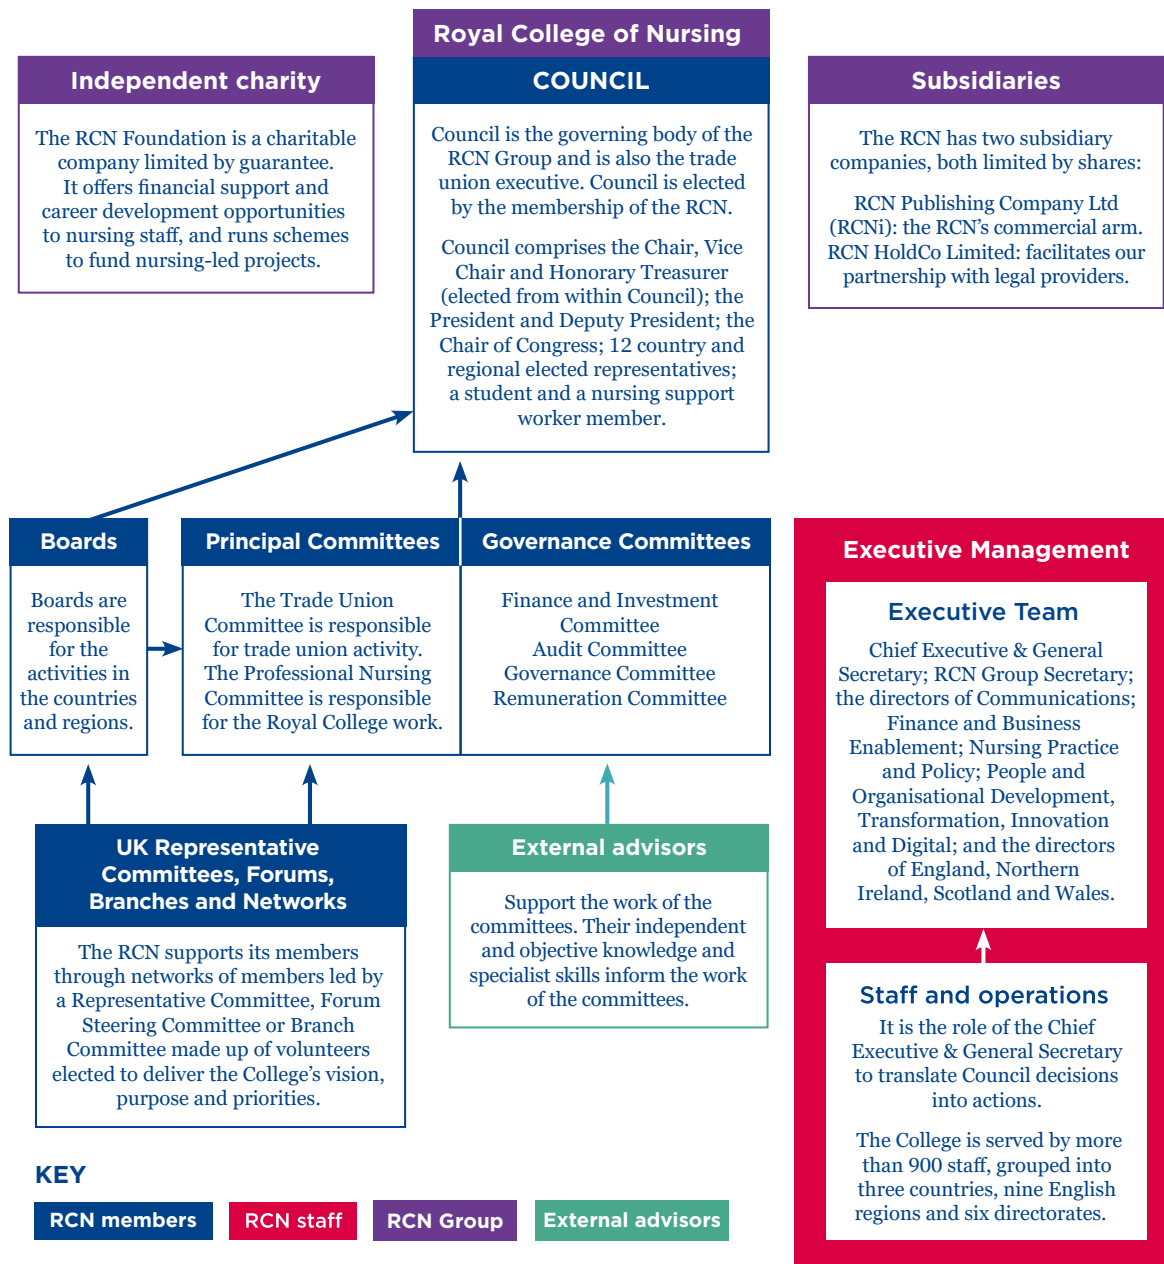 Royal College of Nursing
COUNCIL
Council is the governing body of the
RCN Group and is also the trade
union executive. Council is elected
by the membership of the RCN.
Council comprises the Chair, Vice
Chair and Honorary Treasurer
(elected from within Council); the
President and Deputy President; the
Chair of Congress; 12 country and
regional elected representatives;
a student and a nursing support
worker member.
Independent charity
The RCN Foundation is a charitable
company limited by guarantee.
It offers financial support and
career development opportunities
to nursing staff, and runs schemes
to fund nursing-led projects.
Subsidiaries
The RCN has two subsidiary
companies, both limited by shares:
RCN Publishing Company Ltd
(RCNi): the RCN’s commercial arm.
RCN HoldCo Limited: facilitates our
partnership with legal providers.
Boards
Boards are
responsible
for the
activities in
the countries
and regions.
Principal Committees
The Trade Union
Committee is responsible
for trade union activity.
The Professional Nursing
Committee is responsible
for the Royal College work.
Governance Committees
Finance and Investment
Committee
Audit Committee
Governance Committee
Remuneration Committee
Executive Management
Executive Team
Chief Executive & General
Secretary; RCN Group Secretary;
the directors of Communications;
Finance and Business
Enablement; Nursing Practice
and Policy; People and
Organisational Development,
Transformation, Innovation
and Digital; and the directors
of England, Northern
Ireland, Scotland and Wales.
Staff and operations
It is the role of the Chief
Executive & General Secretary
to translate Council decisions
into actions.
The College is served by more
than 900 staff, grouped into
three countries, nine English
regions and six directorates.
UK Representative
Committees, Forums,
Branches and Networks
The RCN supports its members
through networks of members led by
a Representative Committee, Forum
Steering Committee or Branch
Committee made up of volunteers
elected to deliver the College’s vision,
purpose and priorities.
External advisors
Support the work of the
committees. Their independent
and objective knowledge and
specialist skills inform the work
of the committees.
KEY
RCN members
RCN staff
RCN Group
External advisors